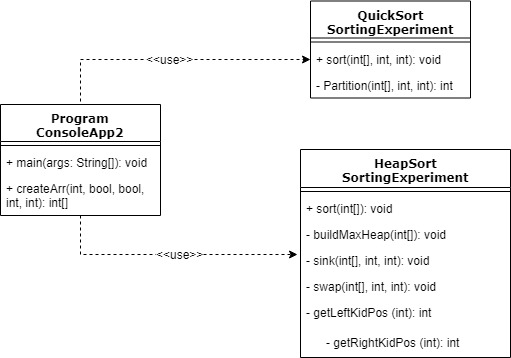 QuickSort
SortingExperiment
+ sort(int[], int, int): void
- Partition(int[], int, int): int
<<use>>
Program
ConsoleApp2
+ main(args: String[]): void
+ createArr(int, bool, bool,
int, int): int[]
<<use>>
HeapSort
SortingExperiment
+ sort(int[]): void
- buildMaxHeap(int[]): void
- sink(int[], int, int): void
- swap(int[], int, int): void
- getLeftKidPos (int): int
- getRightKidPos (int): int